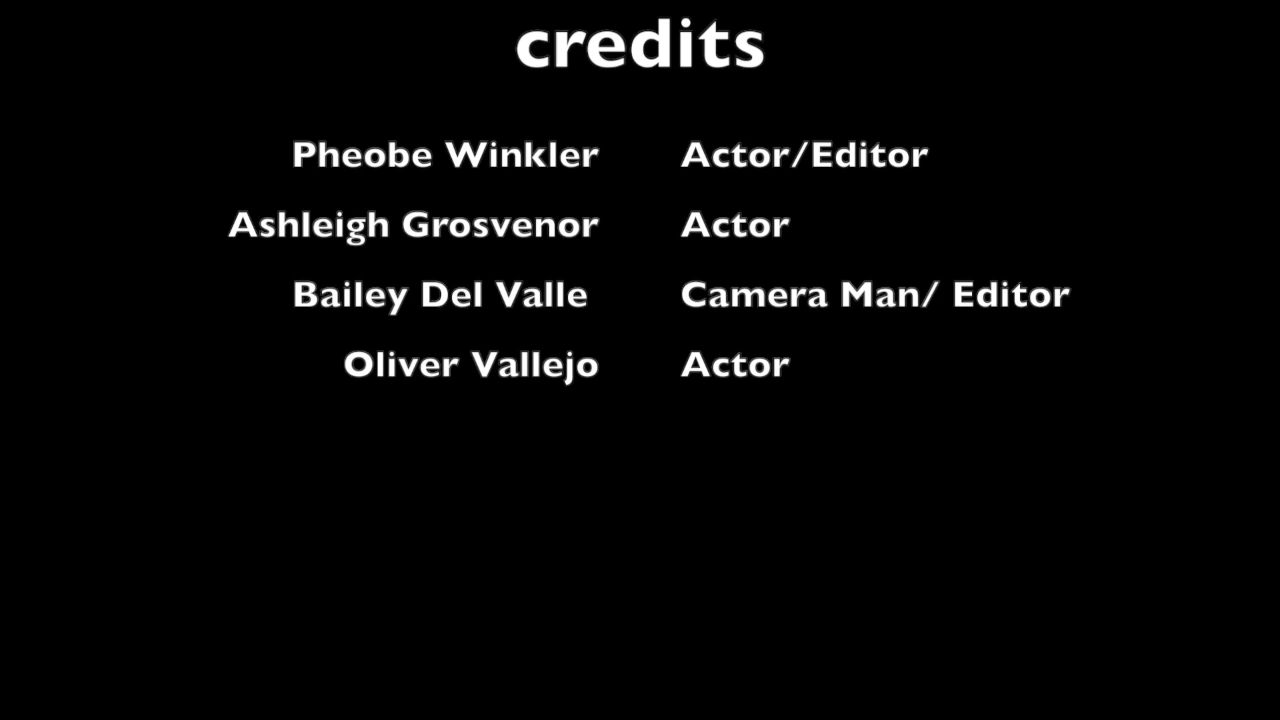 credits
Pheobe Winkler Actor/Editor
Ashleigh Grosvenor Actor
Bailey Del Valle Camera Man/ Editor
Oliver Vallejo Actor